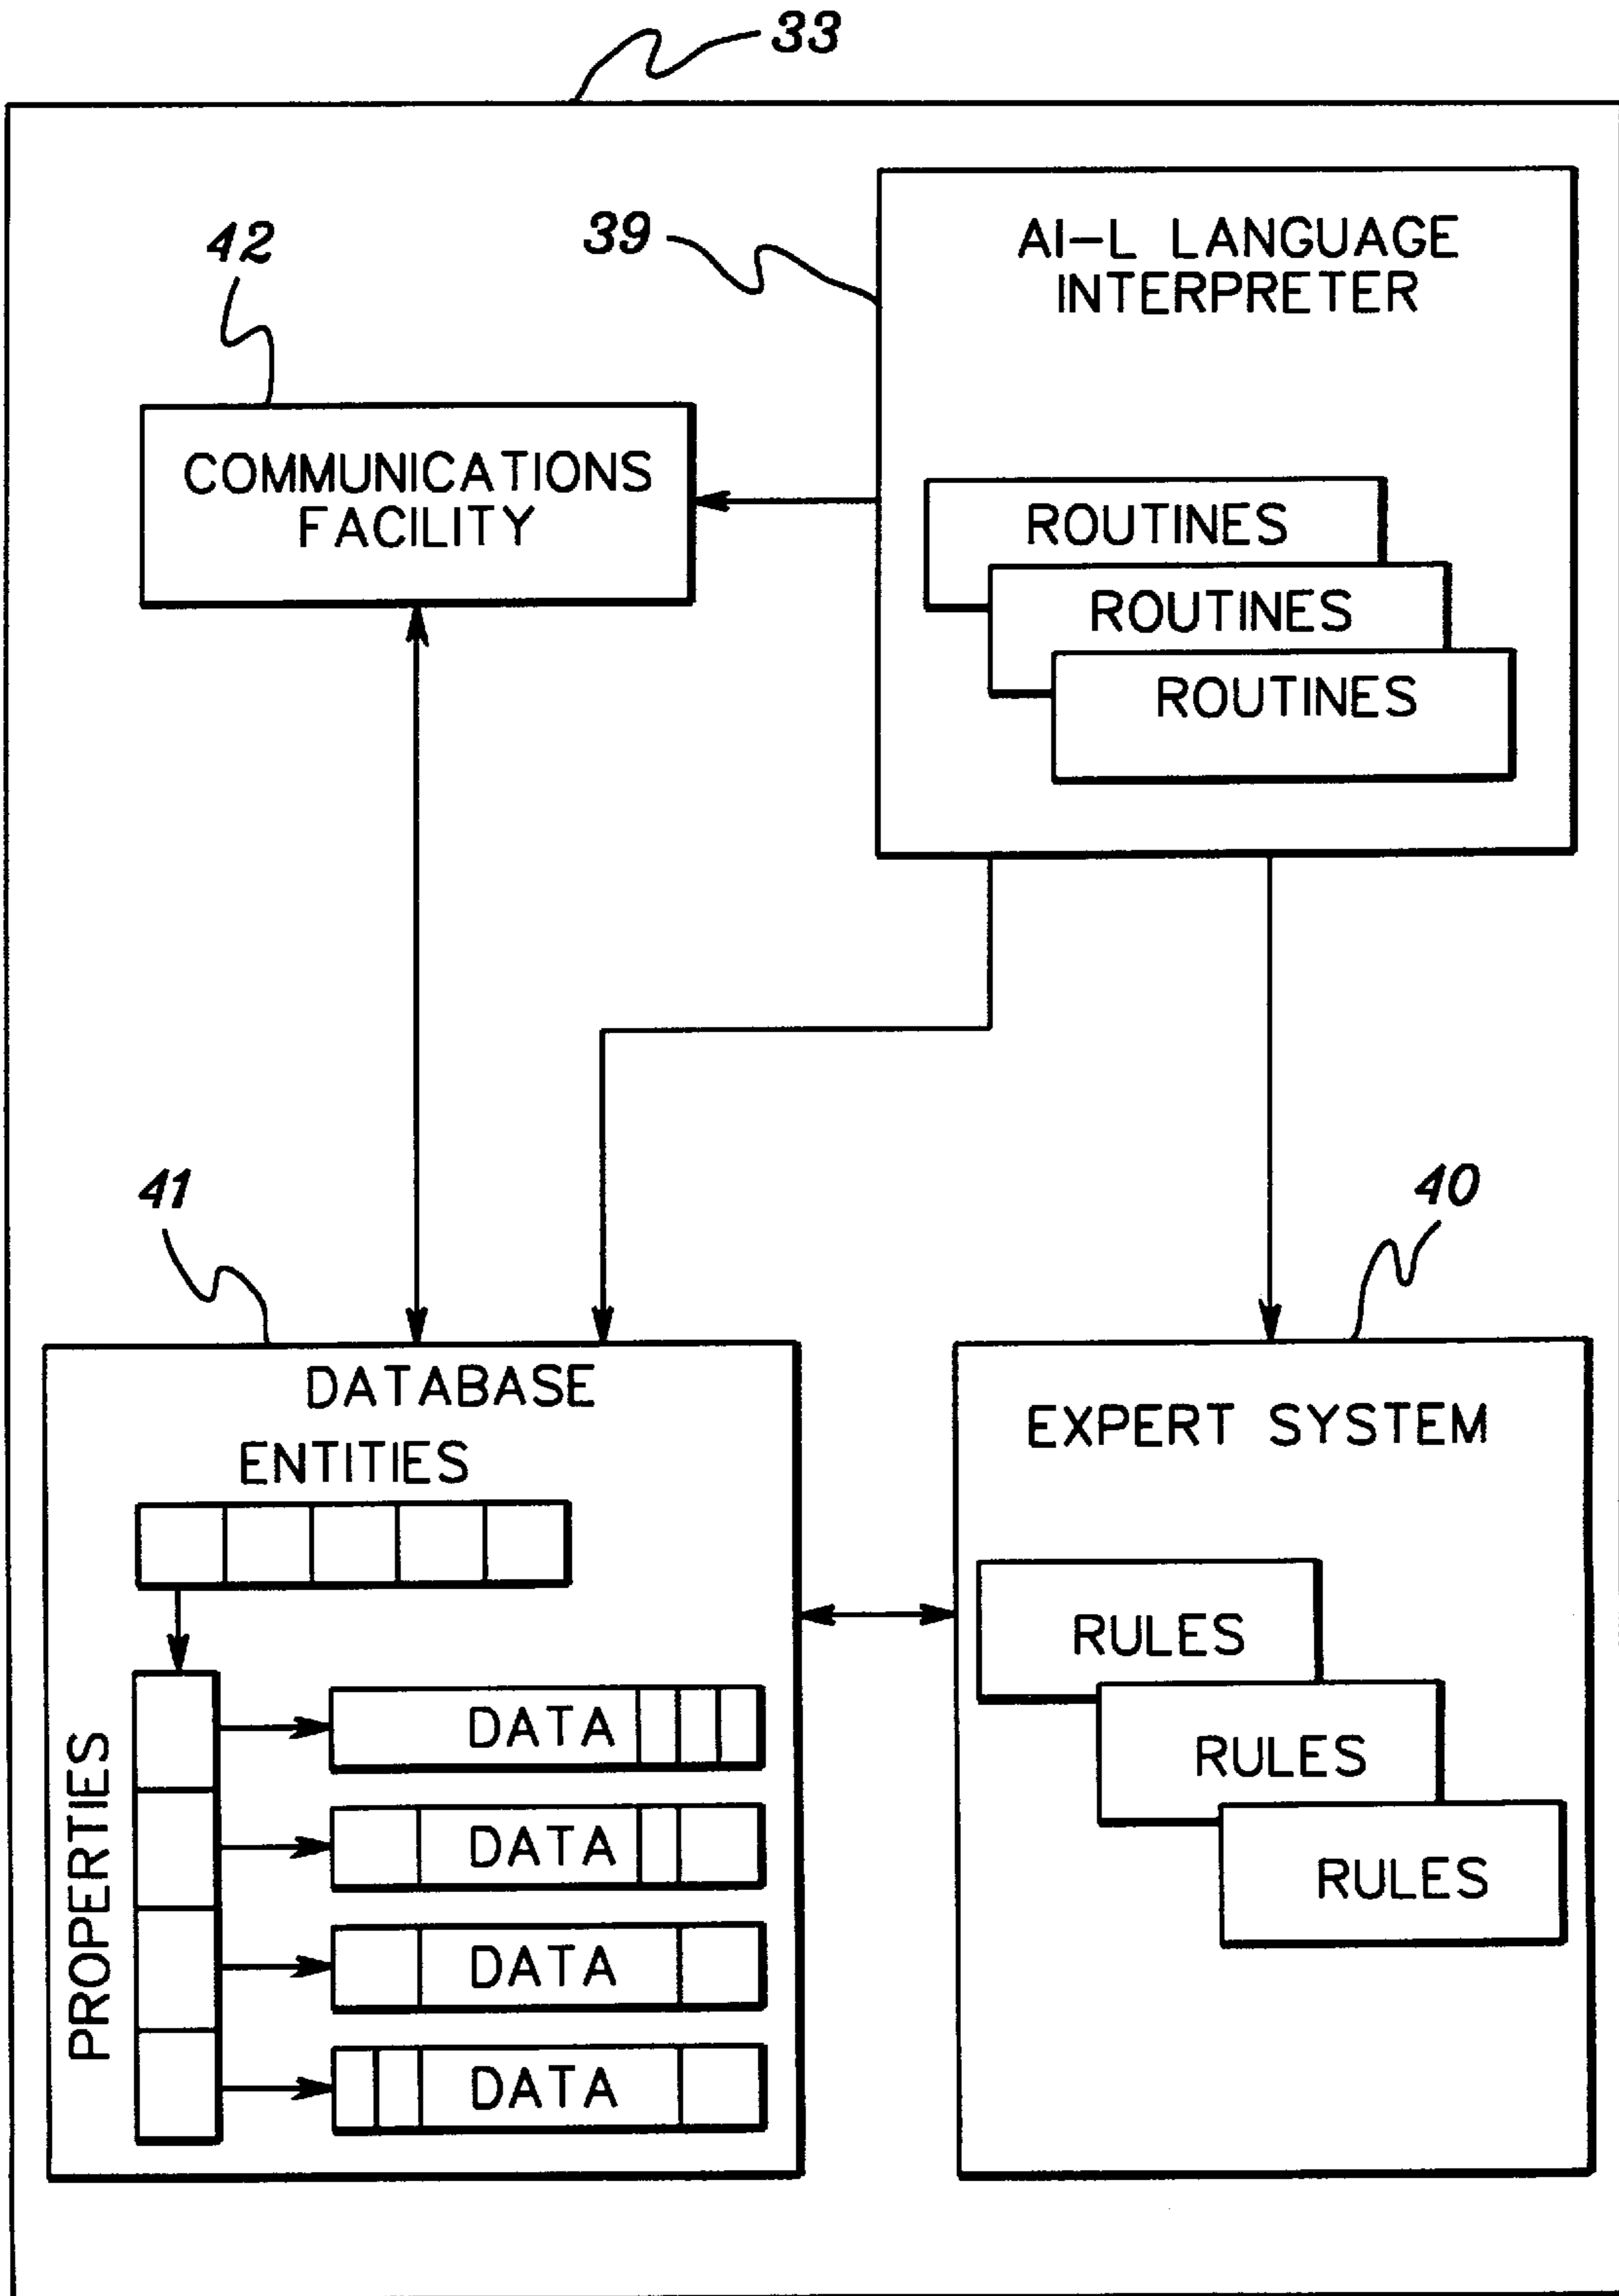 33
42
39
AI-L LANGUAGE
INTERPRETER
COMMUNICATIONS
FACILITY
ROUTINES
ROUTINES
ROUTINES
41
40
DATABASE
ENTITIES
PROPERTIES
DATA
DATA
DATA
DATA
EXPERT SYSTEM
RULES
RULES
RULES